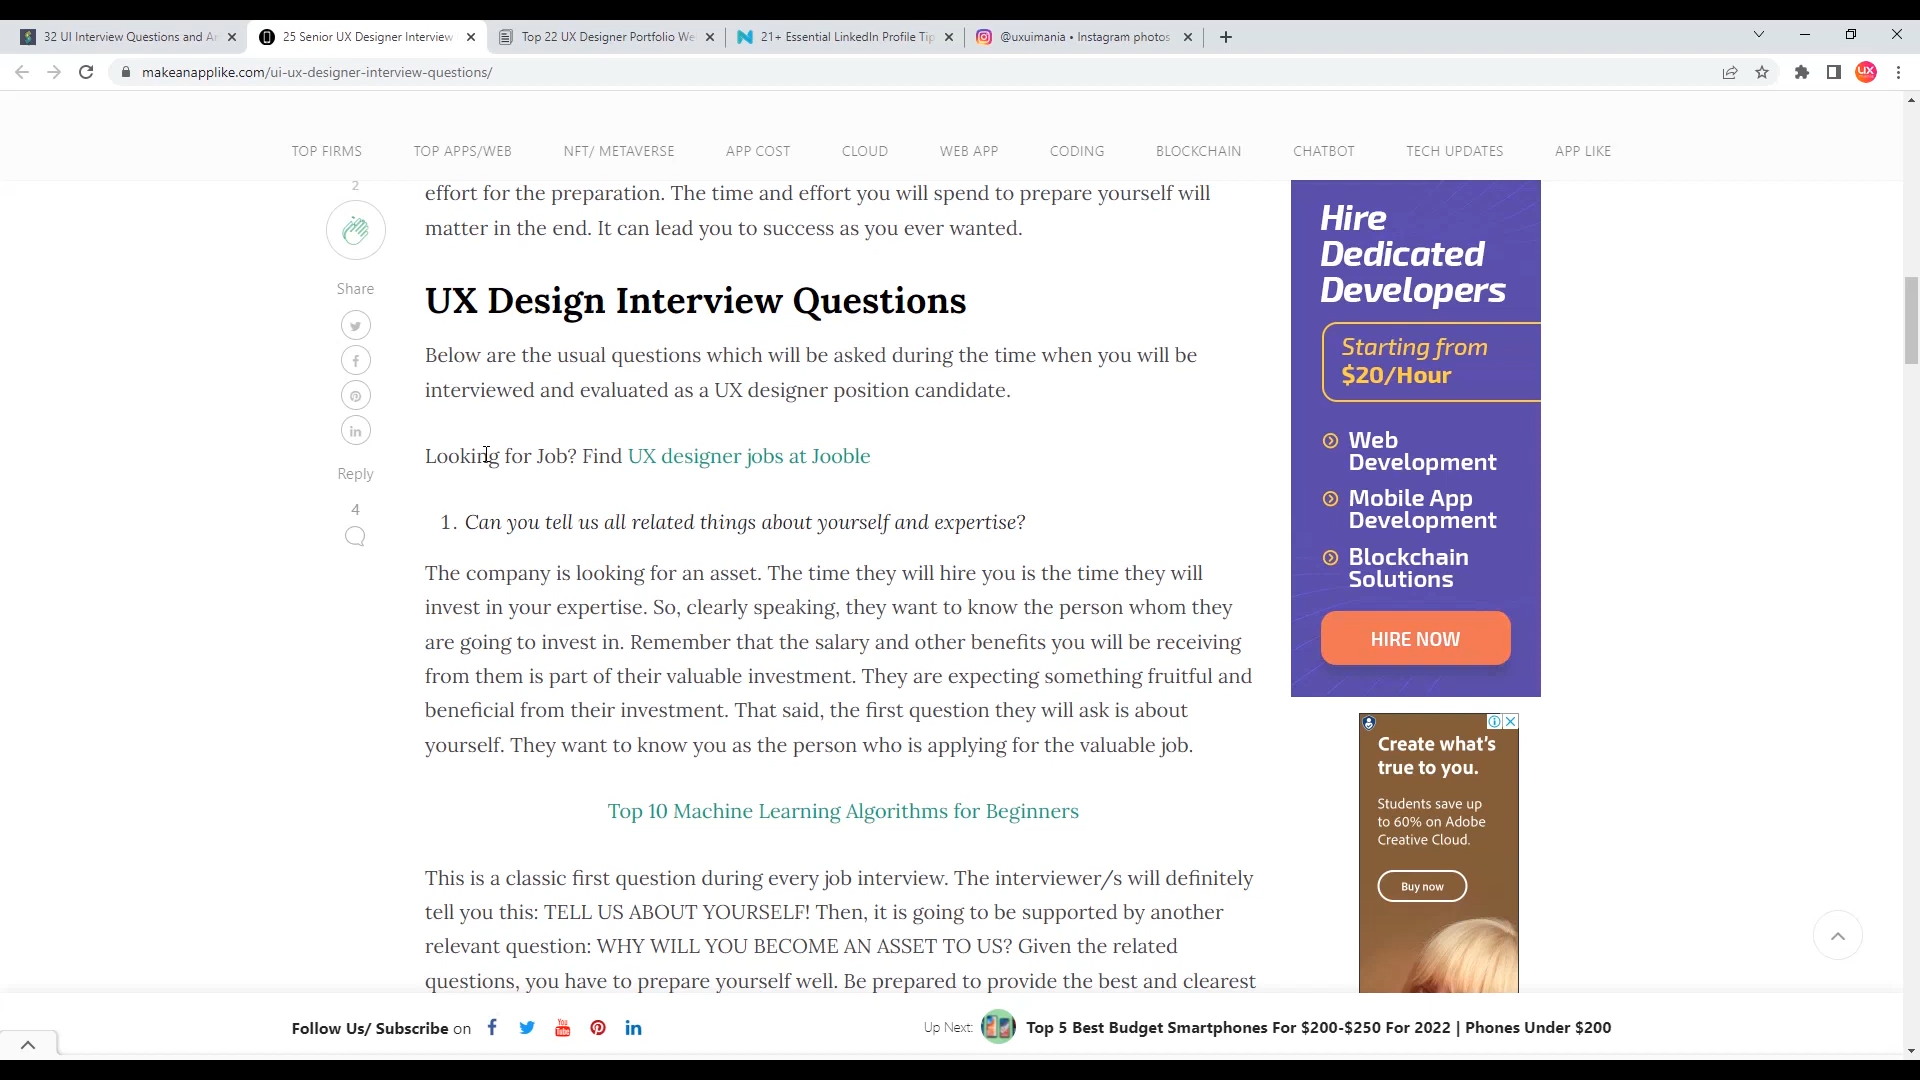 32 UI Interview Questions and An
25 Senior UX Designer Interview
Top 22 UX Designer Portfolio We
21+ Essential LinkedIn Profile Tip
@uxuimania • Instagram photos
makeanapplike.com/ui-ux-designer-interview-questions/
UX
TOP FIRMS
TOP APPS/WEB
NFT/ METAVERSE
APP COST
CLOUD
WEB APP
CODING
BLOCKCHAIN
CHATBOT
TECH UPDATES
APP LIKE
2
Share
Reply
4
effort for the preparation. The time and effort you will spend to prepare yourself will
matter in the end. It can lead you to success as you ever wanted.
UX Design Interview Questions
Below are the usual questions which will be asked during the time when you will be
interviewed and evaluated as a UX designer position candidate.
Looking for Job? Find UX designer jobs at Jooble
1. Can you tell us all related things about yourself and expertise?
The company is looking for an asset. The time they will hire you is the time they will
invest in your expertise. So, clearly speaking, they want to know the person whom they
are going to invest in. Remember that the salary and other benefits you will be receiving
from them is part of their valuable investment. They are expecting something fruitful and
beneficial from their investment. That said, the first question they will ask is about
yourself. They want to know you as the person who is applying for the valuable job.
Top 10 Machine Learning Algorithms for Beginners
This is a classic first question during every job interview. The interviewer/s will definitely
tell you this: TELL US ABOUT YOURSELF! Then, it is going to be supported by another
relevant question: WHY WILL YOU BECOME AN ASSET TO US? Given the related
questions, you have to prepare yourself well. Be prepared to provide the best and clearest
Hire
Dedicated
Developers
Starting from
$20/Hour
Web
Development
Mobile App
Development
Blockchain
Solutions
HIRE NOW
Create what's
true to you.
Students save up
to 60% on Adobe
Creative Cloud.
Buy now
Follow Us/ Subscribe on
Up Next:
Top 5 Best Budget Smartphones For $200-$250 For 2022 | Phones Under $200